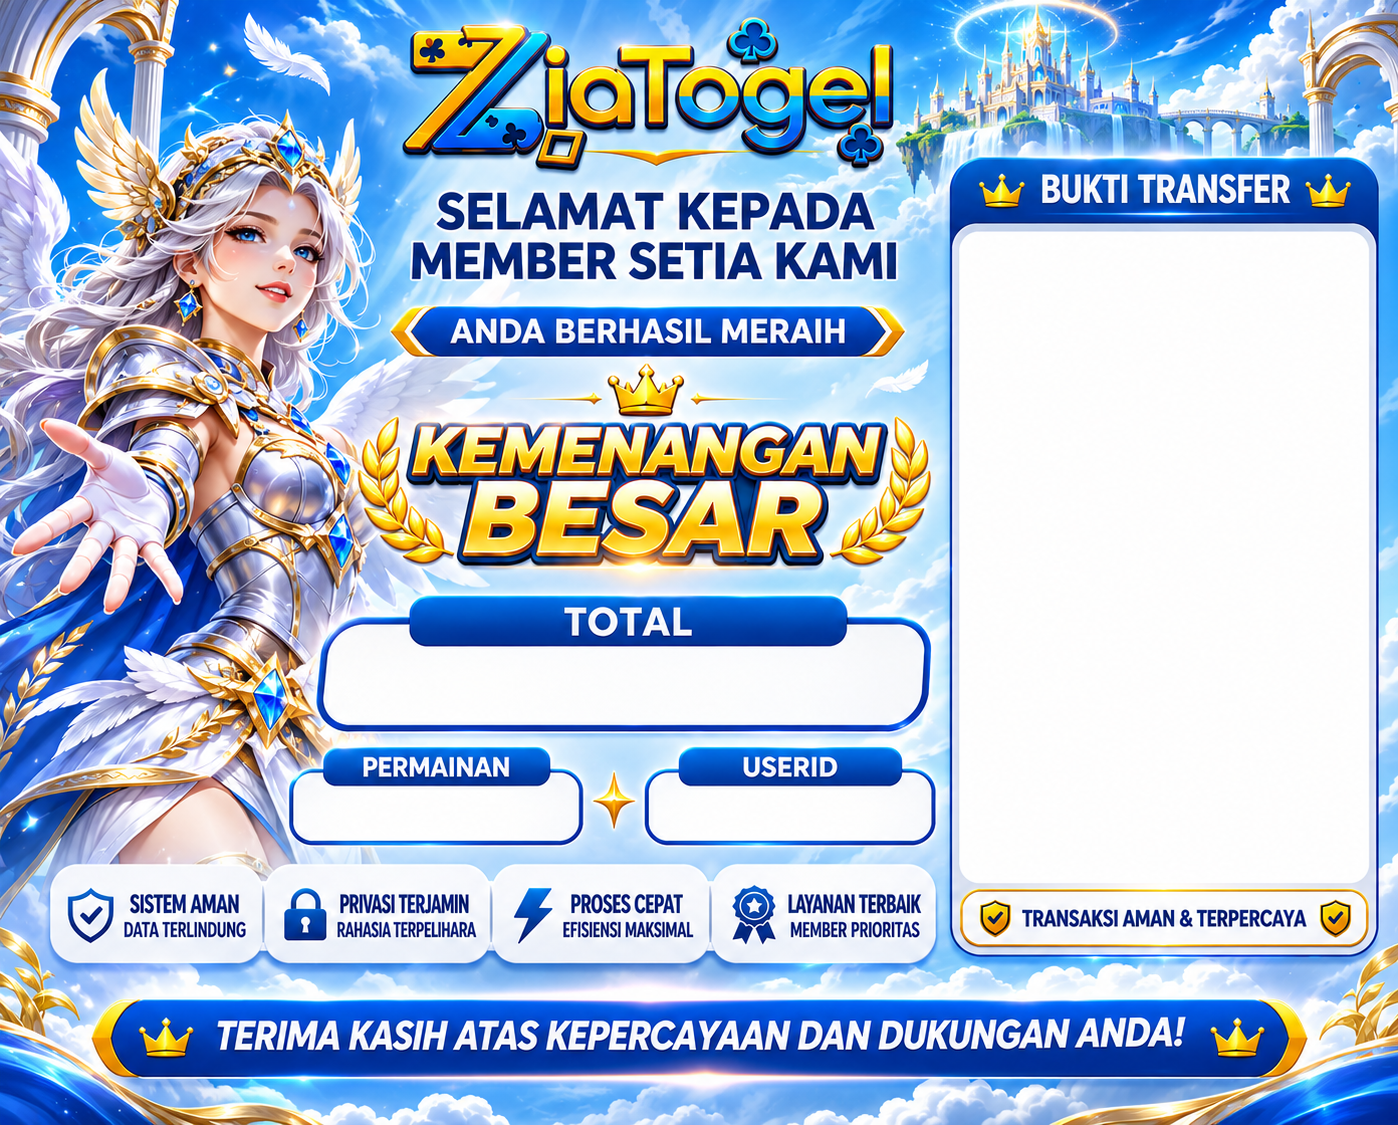 ZiaTogel
SELAMAT KEPADA
MEMBER SETIA KAMI
ANDA BERHASIL MERAIH
KEMENANGAN
BESAR
TOTAL
PERMAINAN
USERID
BUKTI TRANSFER
TRANSAKSI AMAN & TERPERCAYA
SISTEM AMAN
DATA TERLINDUNG
PRIVASI TERJAMIN
RAHASIA TERPELIHARA
PROSES CEPAT
EFISIENSI MAKSIMAL
LAYANAN TERBAIK
MEMBER PRIORITAS
TERIMA KASIH ATAS KEPERCAYAAN DAN DUKUNGAN ANDA!